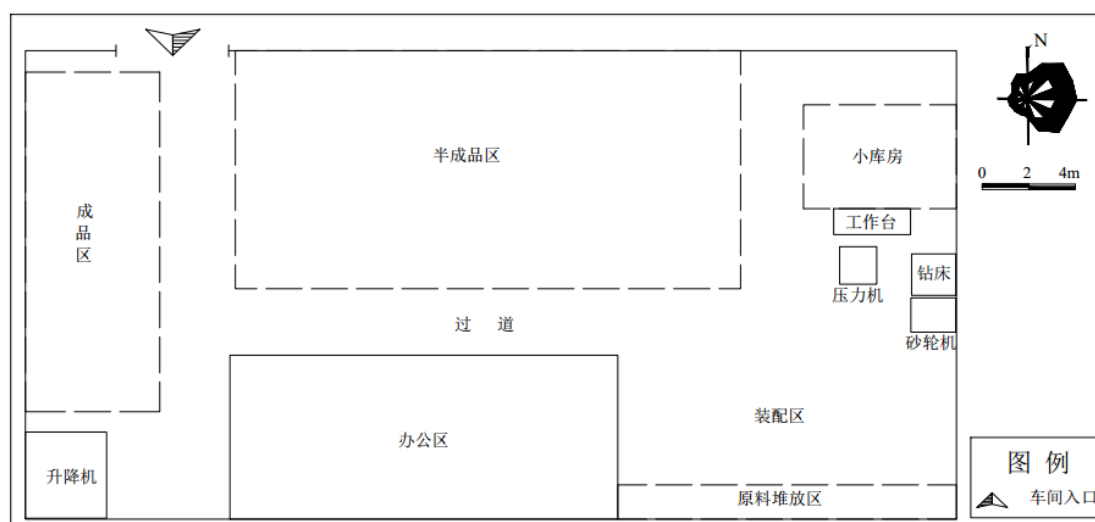 N
0 2 4m
半成品区
小库房
成品区
工作台
钻床
压力机
砂轮机
过 道
装配区
办公区
升降机
原料堆放区
图 例
车间入口